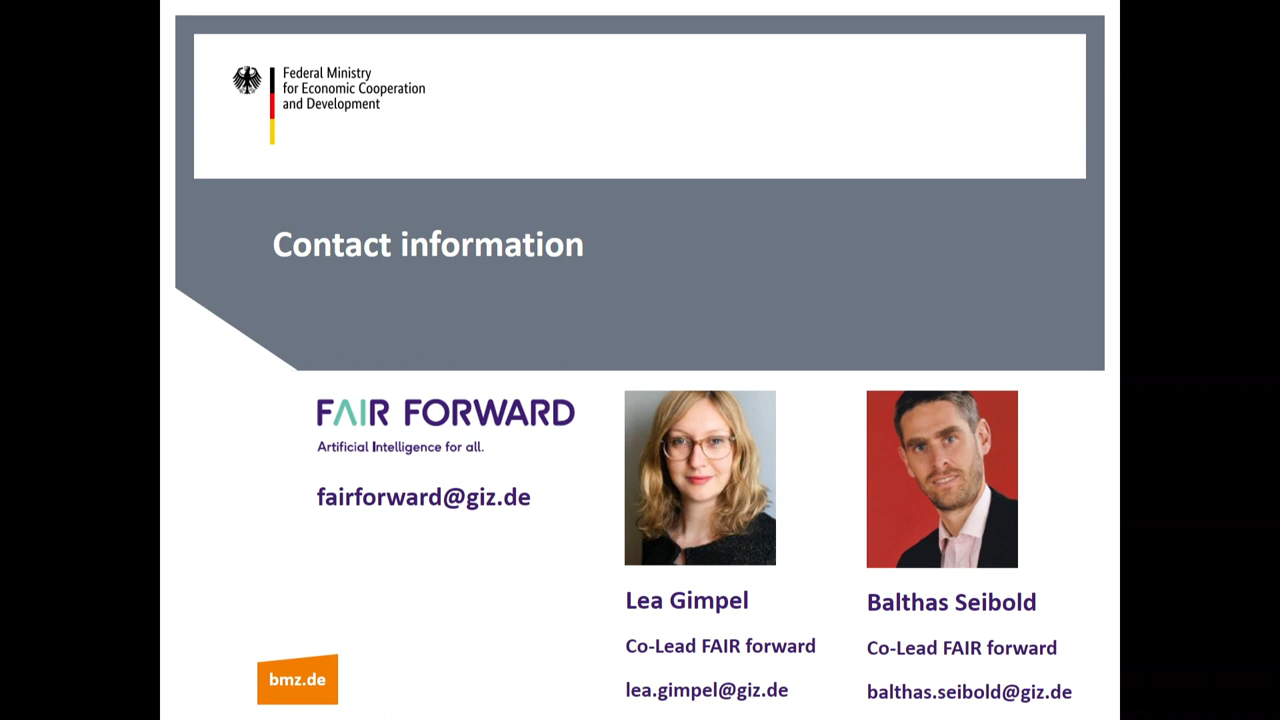 Federal Ministry
for Economic Cooperation
and Development
Contact information
FAIR FORWARD
Artificial Intelligence for all.
fairforward@giz.de
Lea Gimpel
Co-Lead FAIR forward
lea.gimpel@giz.de
Balthas Seibold
Co-Lead FAIR forward
balthas.seibold@giz.de
bmz.de